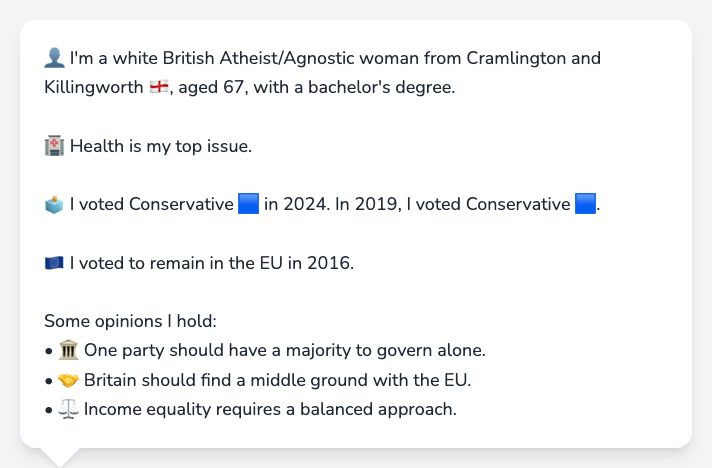 👤 I'm a white British Atheist/Agnostic woman from Cramlington and
Killingworth 🏴󠁧󠁢󠁥󠁮󠁧󠁿, aged 67, with a bachelor's degree.
🏥 Health is my top issue.
🗳️ I voted Conservative 🟦 in 2024. In 2019, I voted Conservative 🟦.
🇪🇺 I voted to remain in the EU in 2016.
Some opinions I hold:
• 🏛️ One party should have a majority to govern alone.
• 🤝 Britain should find a middle ground with the EU.
• ⚖️ Income equality requires a balanced approach.